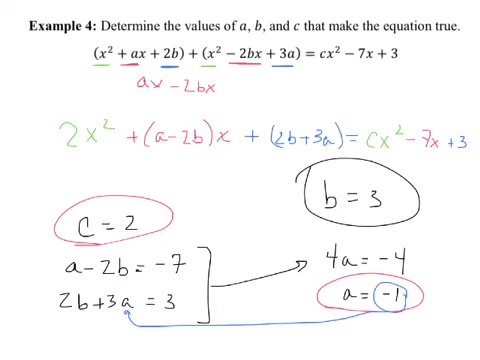 Example 4: Determine the values of a, b, and c that make the equation true.
(x² + ax + 2b) + (x² − 2bx + 3a) = cx² − 7x + 3
ax − 2bx
2x² + (a − 2b)x + (2b + 3a) = cx² − 7x + 3
b = 3
c = 2
a − 2b = −7
4a = −4
2b + 3a = 3
a = −1